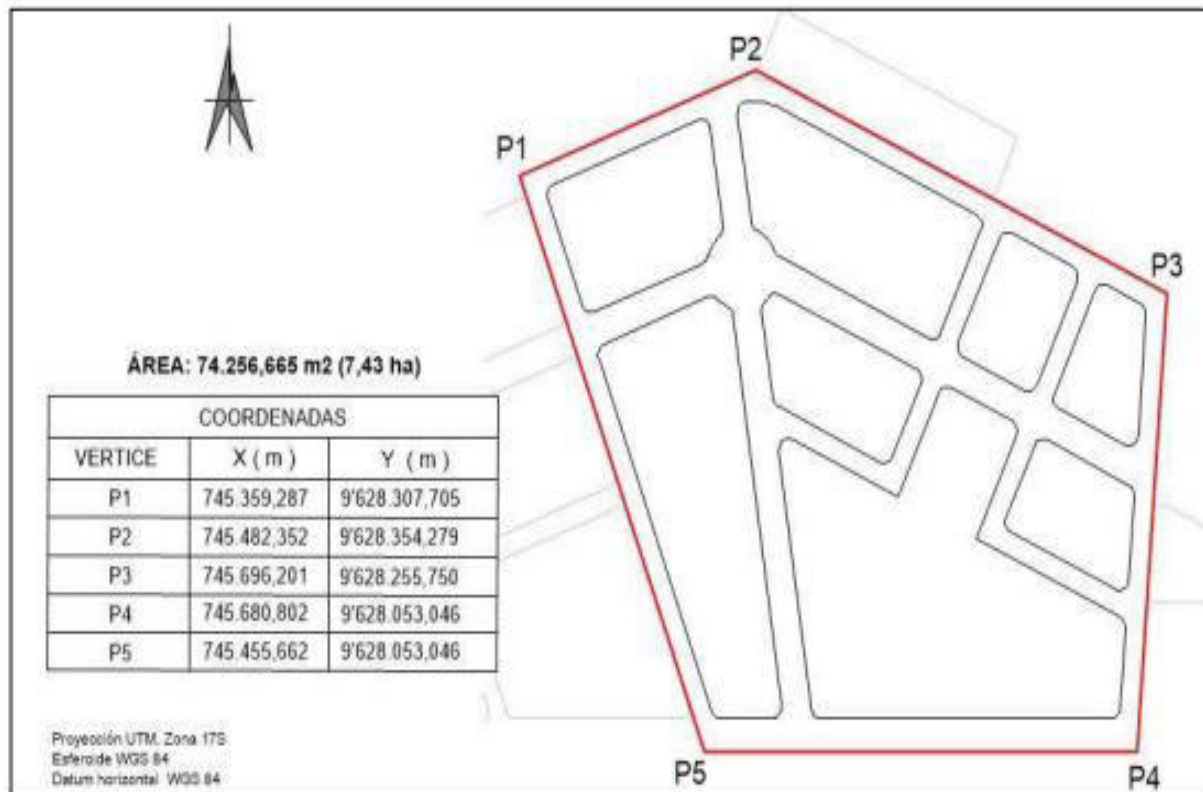 P2
P1
P3
ÁREA: 74.256,665 m2 (7,43 ha)
COORDENADAS
VERTICE X ( m ) Y ( m )
P1 745.359,287 9'628.307,705
P2 745.482,352 9'628.354,279
P3 745.696,201 9'628.255,750
P4 745.680,802 9'628.053,046
P5 745.455,662 9'628.053,046
Proyección UTM, Zona 17S
Esferoide WGS 84
Datum horizontal WGS 84
P5
P4